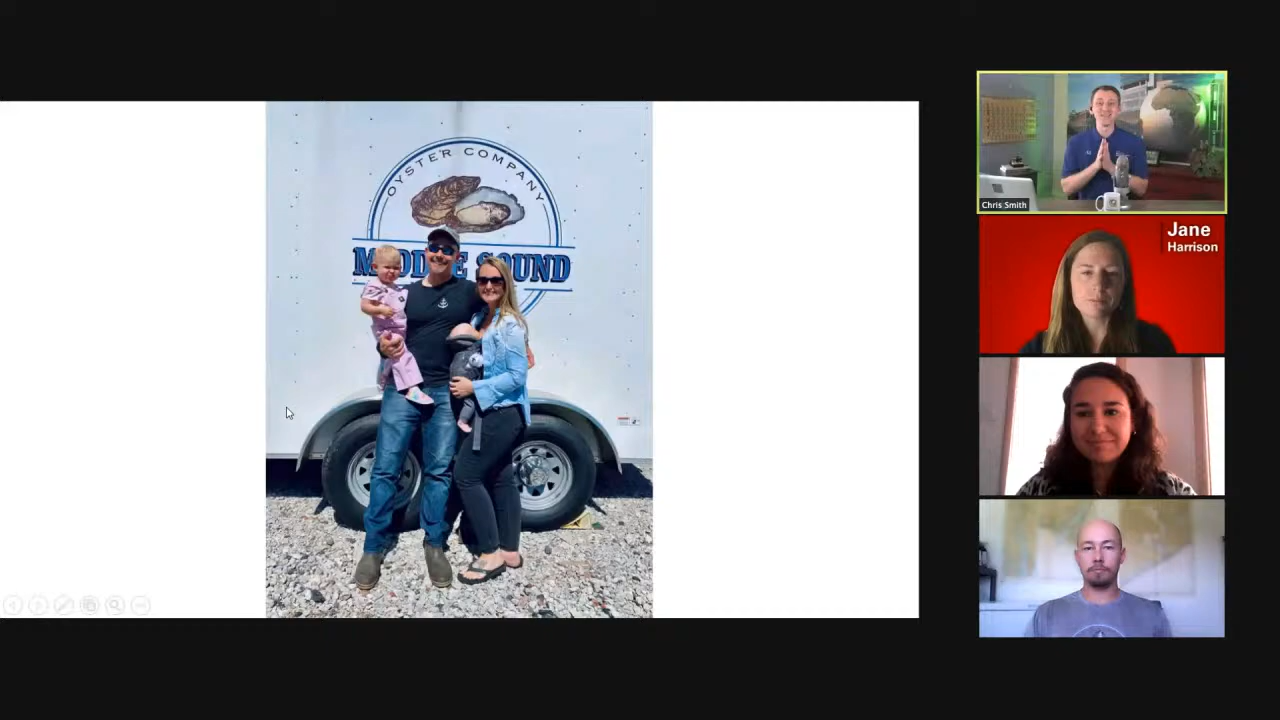 OYSTER COMPANY
SOUND
Chris Smith
Jane
Harrison